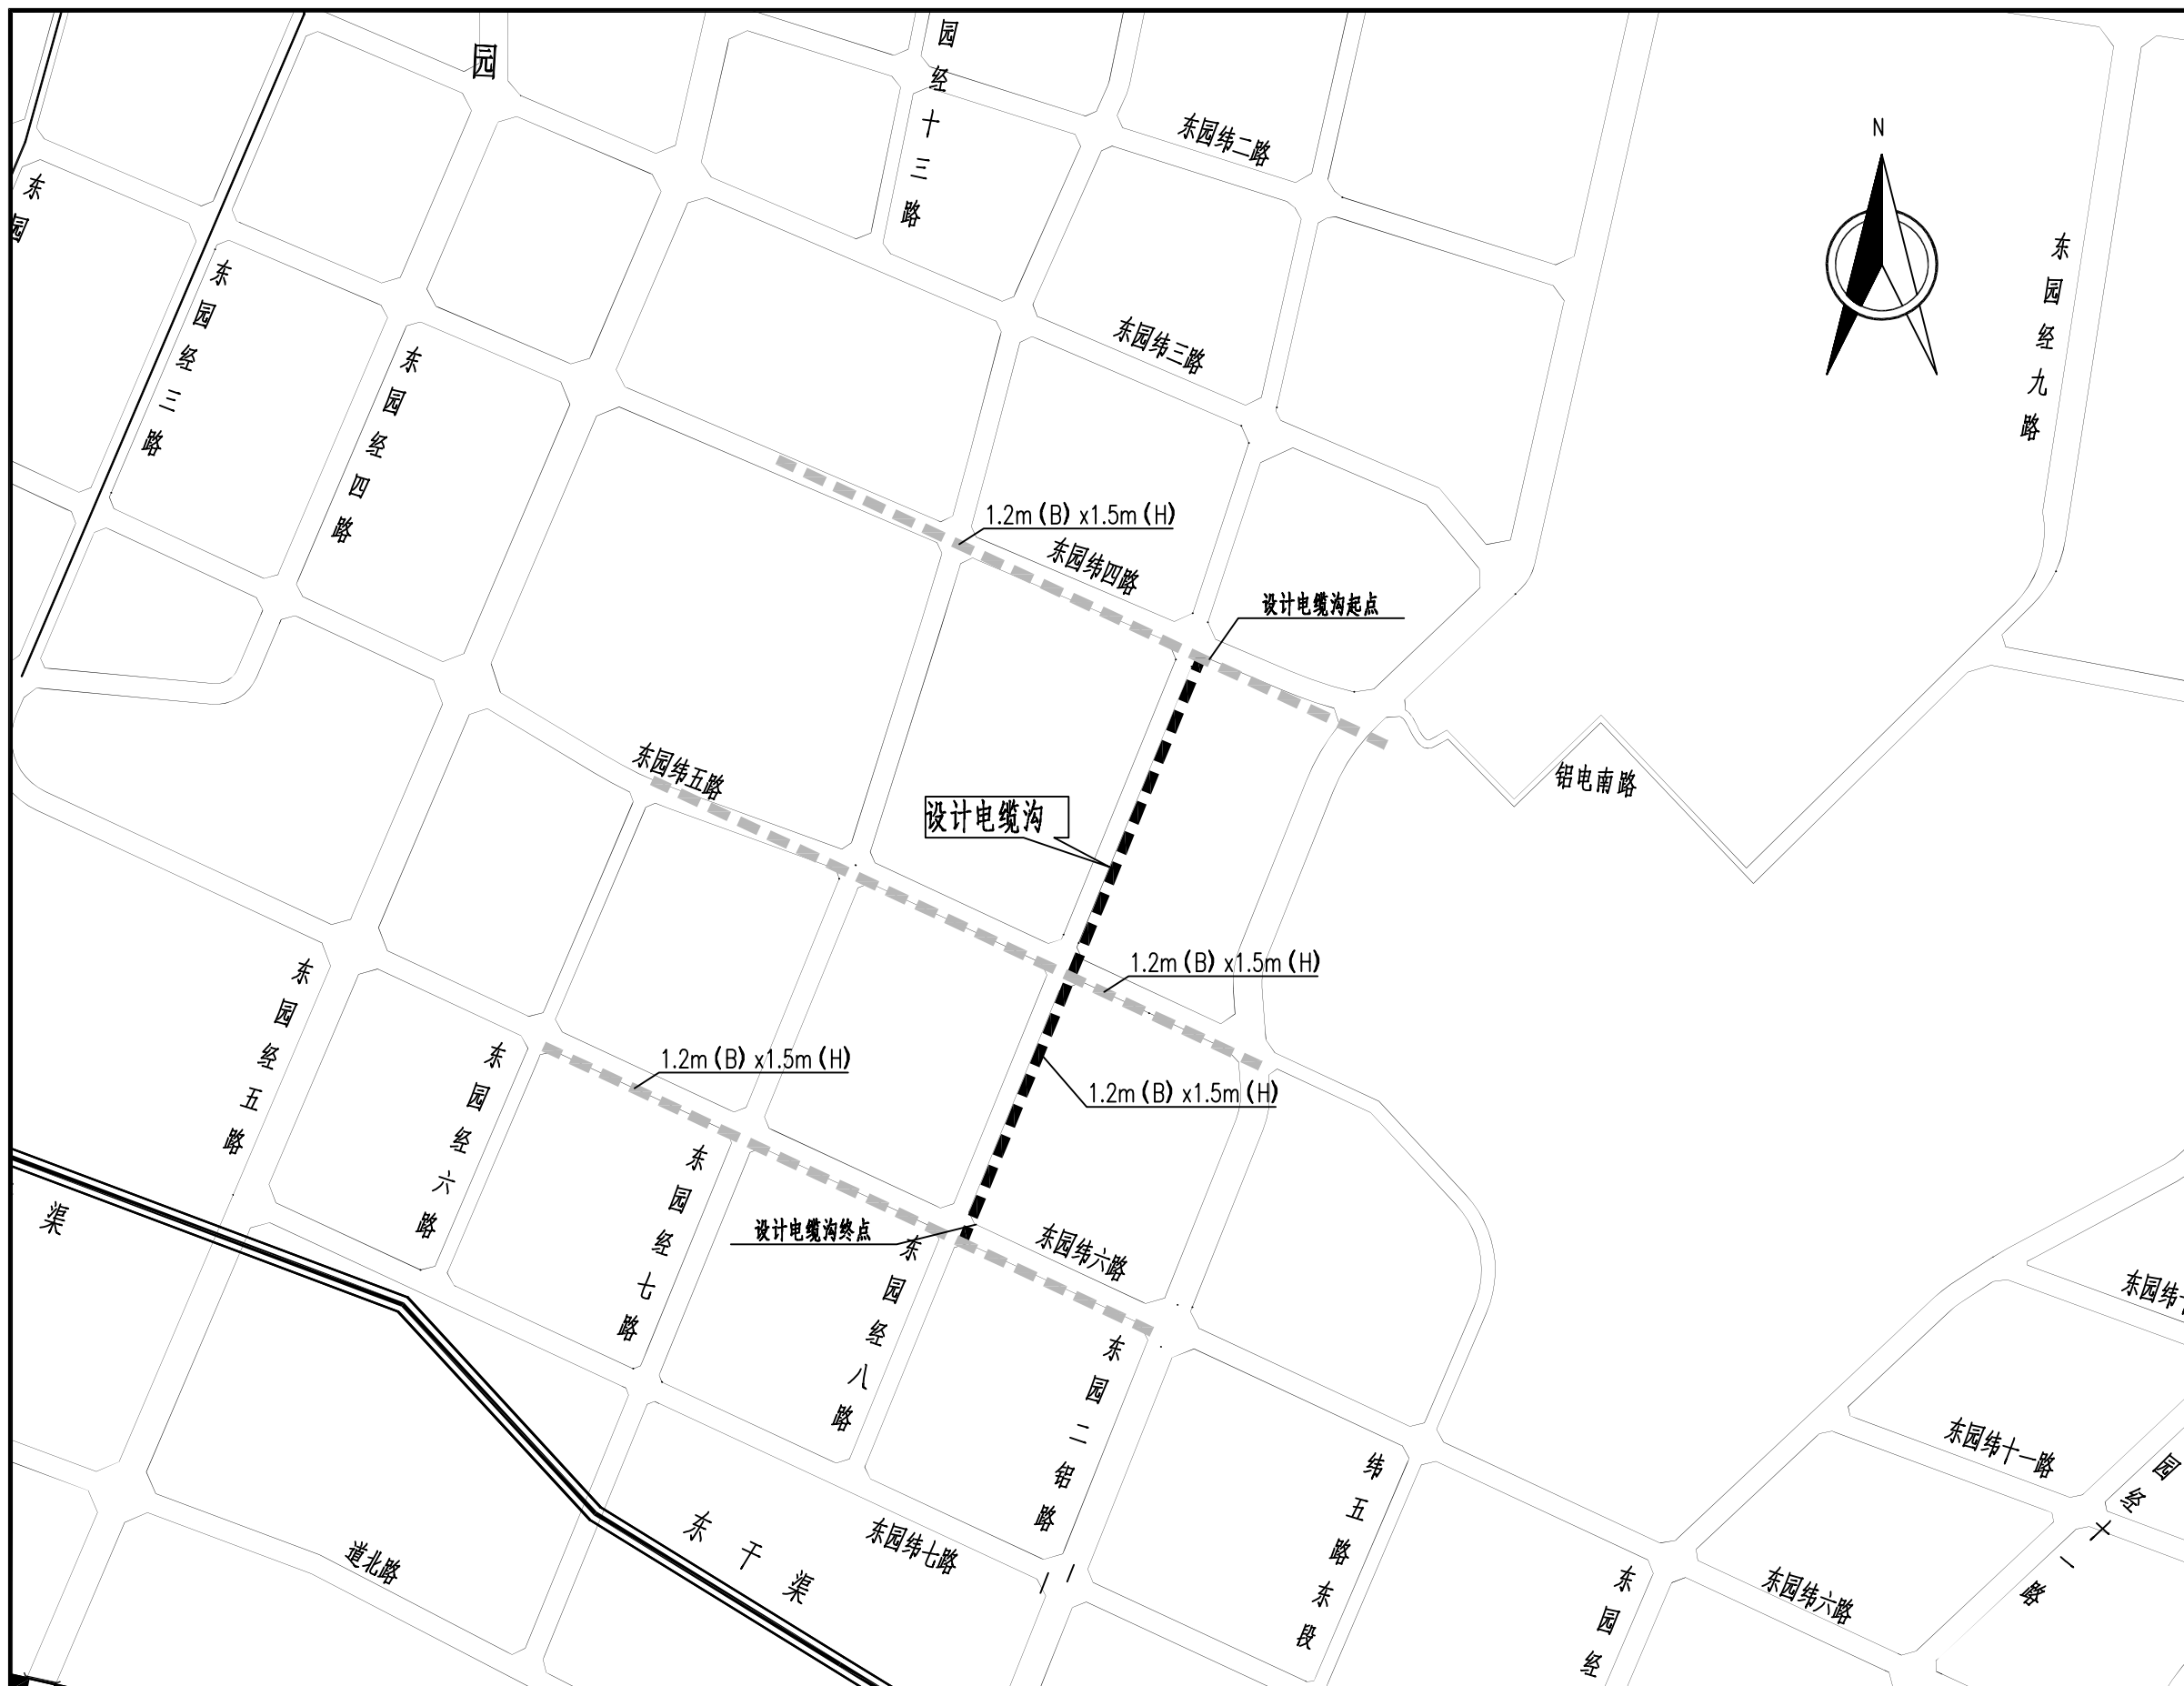 园
园经十三路
东园纬二路
N
东园
东园经三路
东园经四路
东园纬三路
东园经九路
1.2m(B) x1.5m(H)
东园纬四路
设计电缆沟起点
东园纬五路
铝电南路
设计电缆沟
1.2m(B) x1.5m(H)
东园经五路
东园经六路
1.2m(B) x1.5m(H)
1.2m(B) x1.5m(H)
东园经七路
渠
设计电缆沟终点
东园经八路
东园纬六路
东园二铝路
东园纬
东园纬十一路
纬五路东段
园经十一路
道北路
东干渠
东园纬七路
东园经
东园纬六路